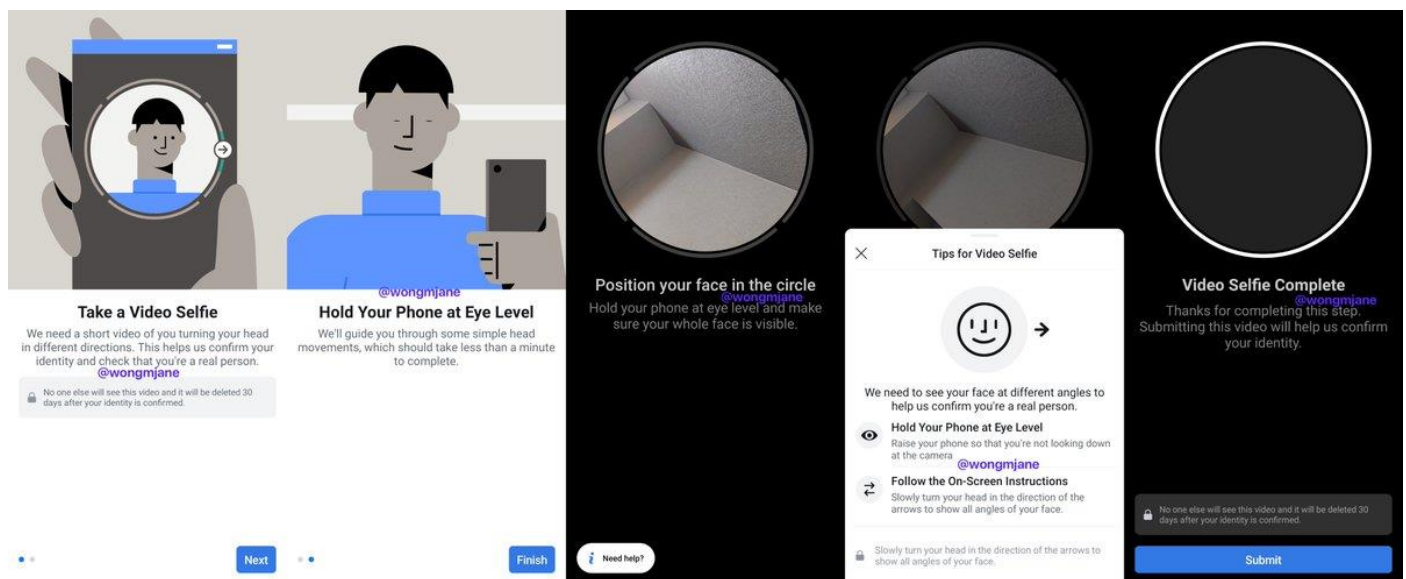 Take a Video Selfie
We need a short video of you turning your head
in different directions. This helps us confirm your
identity and check that you're a real person.
@wongmjane
No one else will see this video and it will be deleted 30
days after your identity is confirmed.
Next
@wongmjane
Hold Your Phone at Eye Level
We'll guide you through some simple head
movements, which should take less than a minute
to complete.
Finish
Position your face in the circle
@wongmjane
Hold your phone at eye level and make
sure your whole face is visible.
Need help?
Tips for Video Selfie
We need to see your face at different angles to
help us confirm you're a real person.
Hold Your Phone at Eye Level
Raise your phone so that you're not looking down
at the camera
@wongmjane
Follow the On-Screen Instructions
Slowly turn your head in the direction of the
arrows to show all angles of your face.
Slowly turn your head in the direction of the arrows to
show all angles of your face.
Video Selfie Complete
@wongmjane
Thanks for completing this step.
Submitting this video will help us confirm
your identity.
No one else will see this video and it will be deleted 30
days after your identity is confirmed.
Submit